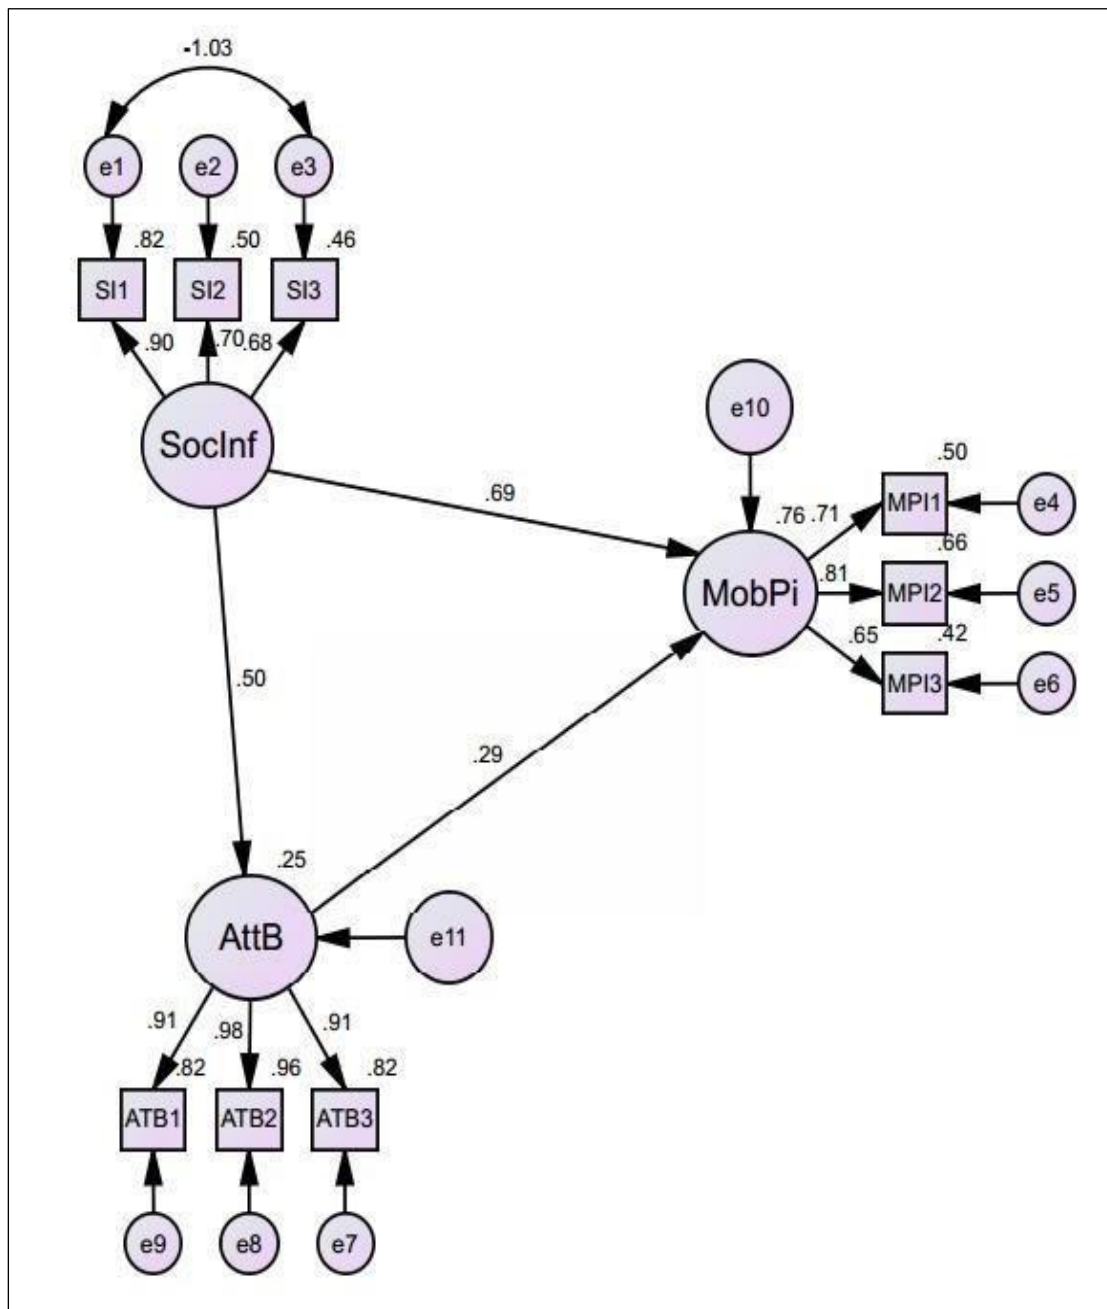 -1.03
e1 e2 e3
.82 .50 .46
SI1 SI2 SI3
.90 .70 .68
SocInf
e10
.69
.50
.76 .71 MPI1 e4
.66
MobPi .81 MPI2 e5
.65 .42
MPI3 e6
.50
.29
.25
AttB e11
.91 .98 .91
.82 .96 .82
ATB1 ATB2 ATB3
e9 e8 e7